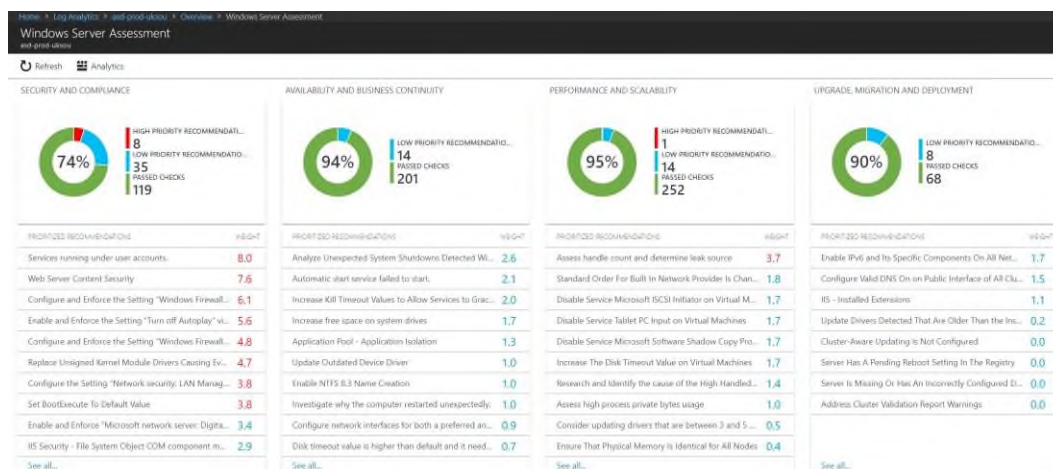 Home > Log Analytics > asd-prod-uksou > Overview > Windows Server Assessment
Windows Server Assessment
asd-prod-uksou
Refresh Analytics
SECURITY AND COMPLIANCE
74%
HIGH PRIORITY RECOMMENDATI...
8
LOW PRIORITY RECOMMENDATIO...
35
PASSED CHECKS
119
PRIORITIZED RECOMMENDATIONS WEIGHT
Services running under user accounts. 8.0
Web Server Content Security 7.6
Configure and Enforce the Setting "Windows Firewall... 6.1
Enable and Enforce the Setting "Turn off Autoplay" vi... 5.6
Configure and Enforce the Setting "Windows Firewall... 4.8
Replace Unsigned Kernel Module Drivers Causing Ev... 4.7
Configure the Setting "Network security: LAN Manag... 3.8
Set BootExecute To Default Value 3.8
Enable and Enforce "Microsoft network server: Digita... 3.4
IIS Security - File System Object COM component m... 2.9
See all...
AVAILABILITY AND BUSINESS CONTINUITY
94%
LOW PRIORITY RECOMMENDATIO...
14
PASSED CHECKS
201
PRIORITIZED RECOMMENDATIONS WEIGHT
Analyze Unexpected System Shutdowns Detected Wi... 2.6
Automatic start service failed to start. 2.1
Increase Kill Timeout Values to Allow Services to Grac... 2.0
Increase free space on system drives 1.7
Application Pool - Application Isolation 1.3
Update Outdated Device Driver 1.0
Enable NTFS 8.3 Name Creation 1.0
Investigate why the computer restarted unexpectedly. 1.0
Configure network interfaces for both a preferred an... 0.9
Disk timeout value is higher than default and it need... 0.7
See all...
PERFORMANCE AND SCALABILITY
95%
HIGH PRIORITY RECOMMENDATI...
1
LOW PRIORITY RECOMMENDATIO...
14
PASSED CHECKS
252
PRIORITIZED RECOMMENDATIONS WEIGHT
Assess handle count and determine leak source 3.7
Standard Order For Built In Network Provider Is Chan... 1.8
Disable Service Microsoft ISCSI Initiator on Virtual M... 1.7
Disable Service Tablet PC Input on Virtual Machines 1.7
Disable Service Microsoft Software Shadow Copy Pro... 1.7
Increase The Disk Timeout Value on Virtual Machines 1.7
Research and Identify the cause of the High Handled... 1.4
Assess high process private bytes usage 1.0
Consider updating drivers that are between 3 and 5 ... 0.5
Ensure That Physical Memory Is Identical for All Nodes 0.4
See all...
UPGRADE, MIGRATION AND DEPLOYMENT
90%
LOW PRIORITY RECOMMENDATIO...
8
PASSED CHECKS
68
PRIORITIZED RECOMMENDATIONS WEIGHT
Enable IPv6 and Its Specific Components On All Net... 1.7
Configure Valid DNS On on Public Interface of All Clu... 1.5
IIS - Installed Extensions 1.1
Update Drivers Detected That Are Older Than the Ins... 0.2
Cluster-Aware Updating Is Not Configured 0.0
Server Has A Pending Reboot Setting In The Registry 0.0
Server Is Missing Or Has An Incorrectly Configured D... 0.0
Address Cluster Validation Report Warnings 0.0
See all...